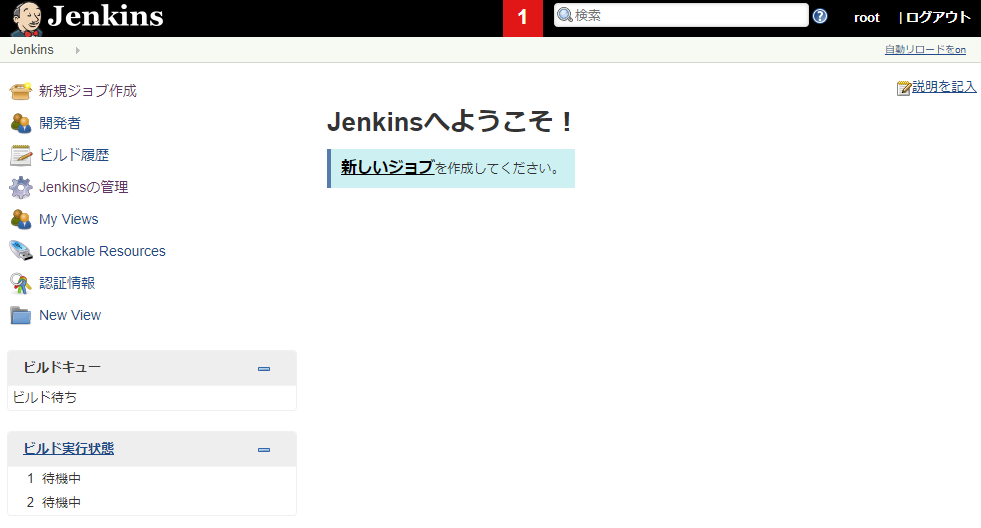 Jenkins
1
検索
root
| ログアウト
Jenkins
自動リロードをon
説明を記入
新規ジョブ作成
開発者
ビルド履歴
Jenkinsの管理
My Views
Lockable Resources
認証情報
New View
Jenkinsへようこそ！
新しいジョブを作成してください。
ビルドキュー
ビルド待ち
ビルド実行状態
1 待機中
2 待機中